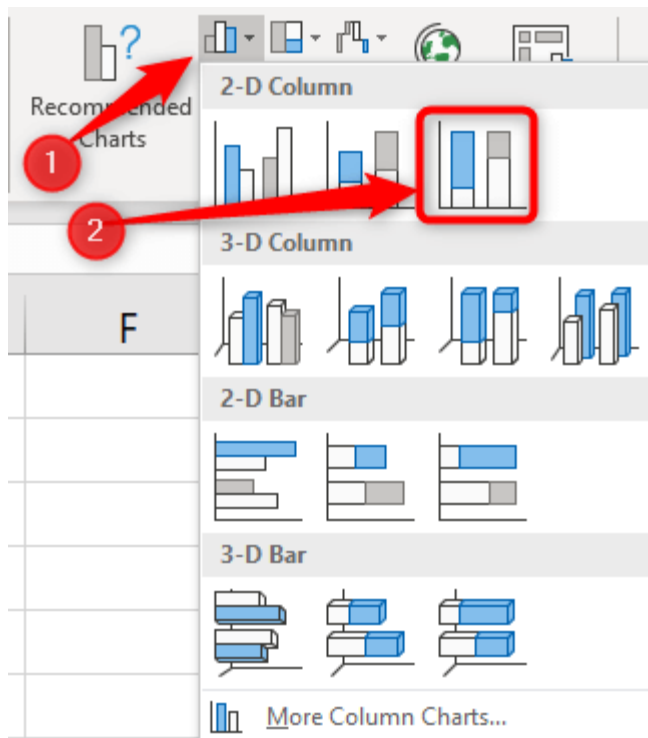 ?
Recommended
Charts
1
2
F
2-D Column
3-D Column
2-D Bar
3-D Bar
More Column Charts...